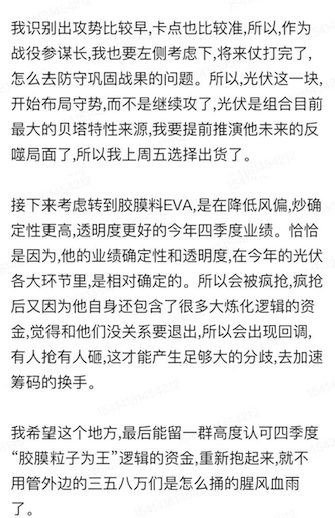 我识别出攻势比较早,卡点也比较准,所以,作为
战役参谋长,我也要左侧考虑下,将来仗打完了,
怎么去防守巩固战果的问题。所以,光伏这一块,
开始布局守势,而不是继续攻了,光伏是组合目前
最大的贝塔特性来源,我要提前推演他未来的反
噬局面了,所以我上周五选择出货了。
接下来考虑转到胶膜料EVA,是在降低风偏,炒确
定性更高,透明度更好的今年四季度业绩。恰恰
是因为,他的业绩确定性和透明度,在今年的光伏
各大环节里,是相对确定的。所以会被疯抢,疯抢
后又因为他自身还包含了很多大炼化逻辑的资
金,觉得和他们没关系要退出,所以会出现回调,
有人抢有人砸,这才能产生足够大的分歧,去加速
筹码的换手。
我希望这个地方,最后能留一群高度认可四季度
“胶膜粒子为王”逻辑的资金,重新抱起来,就不
用管外边的三五八万们是怎么捅的腥风血雨
了。